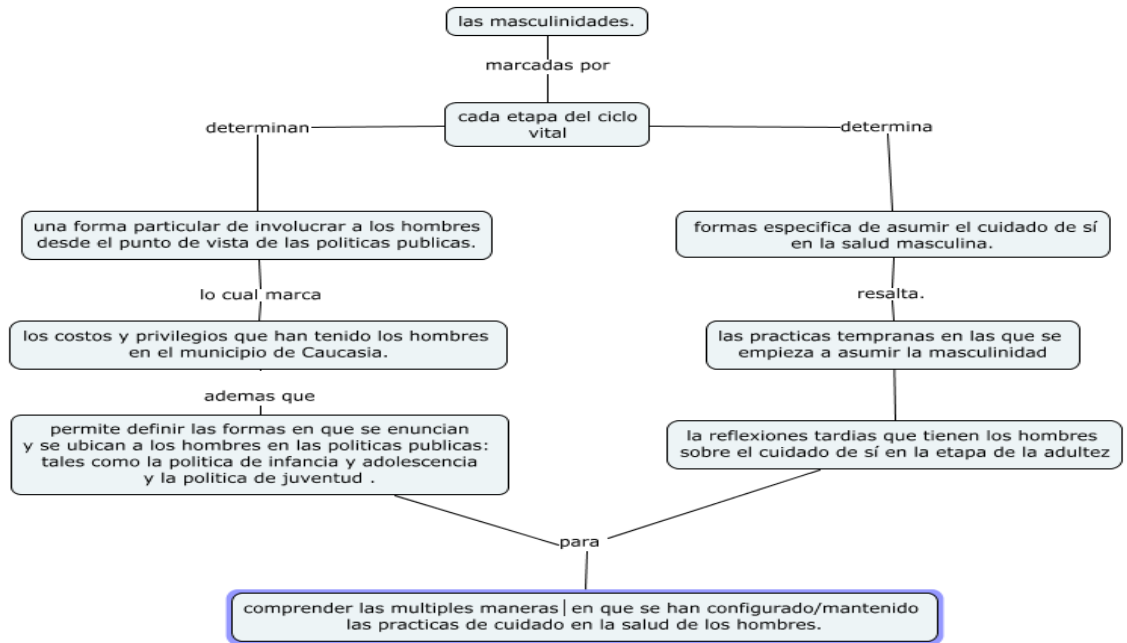 las masculinidades.
marcadas por
cada etapa del ciclo
vital
determinan
determina
una forma particular de involucrar a los hombres
desde el punto de vista de las politicas publicas.
lo cual marca
los costos y privilegios que han tenido los hombres
en el municipio de Caucasia.
ademas que
permite definir las formas en que se enuncian
y se ubican a los hombres en las politicas publicas:
tales como la politica de infancia y adolescencia
y la politica de juventud .
formas especifica de asumir el cuidado de sí
en la salud masculina.
resalta.
las practicas tempranas en las que se
empieza a asumir la masculinidad
la reflexiones tardias que tienen los hombres
sobre el cuidado de sí en la etapa de la adultez
para
comprender las multiples maneras en que se han configurado/mantenido
las practicas de cuidado en la salud de los hombres.